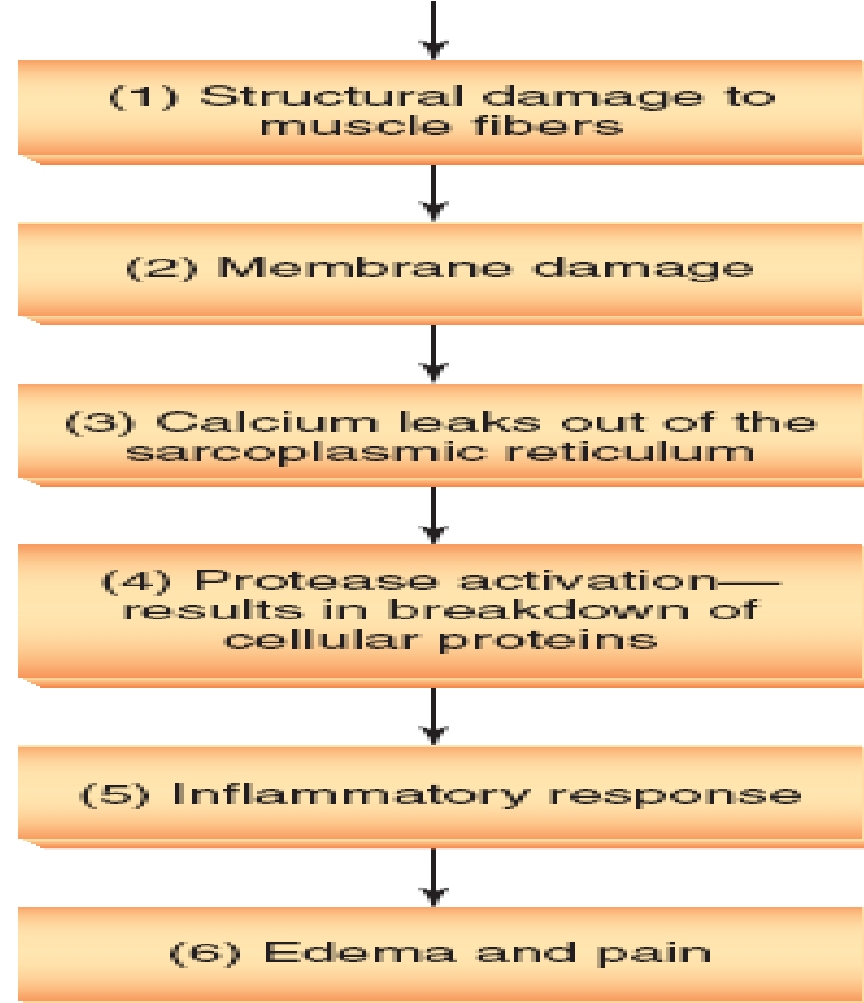 (1) Structural damage to
muscle fibers
(2) Membrane damage
(3) Calcium leaks out of the
sarcoplasmic reticulum
(4) Protease activation—
results in breakdown of
cellular proteins
(5) Inflammatory response
(6) Edema and pain